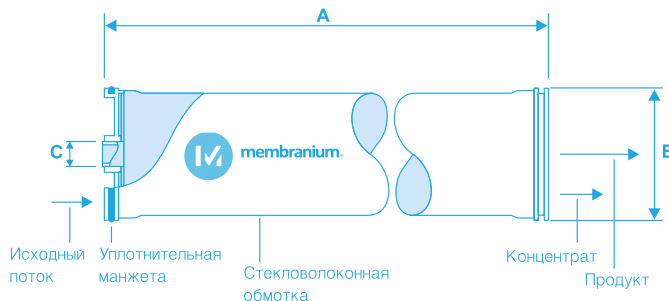 A
C
B
membranium®
Исходный
поток
Уплотнительная
манжета
Стекловолоконная
обмотка
Концентрат
Продукт